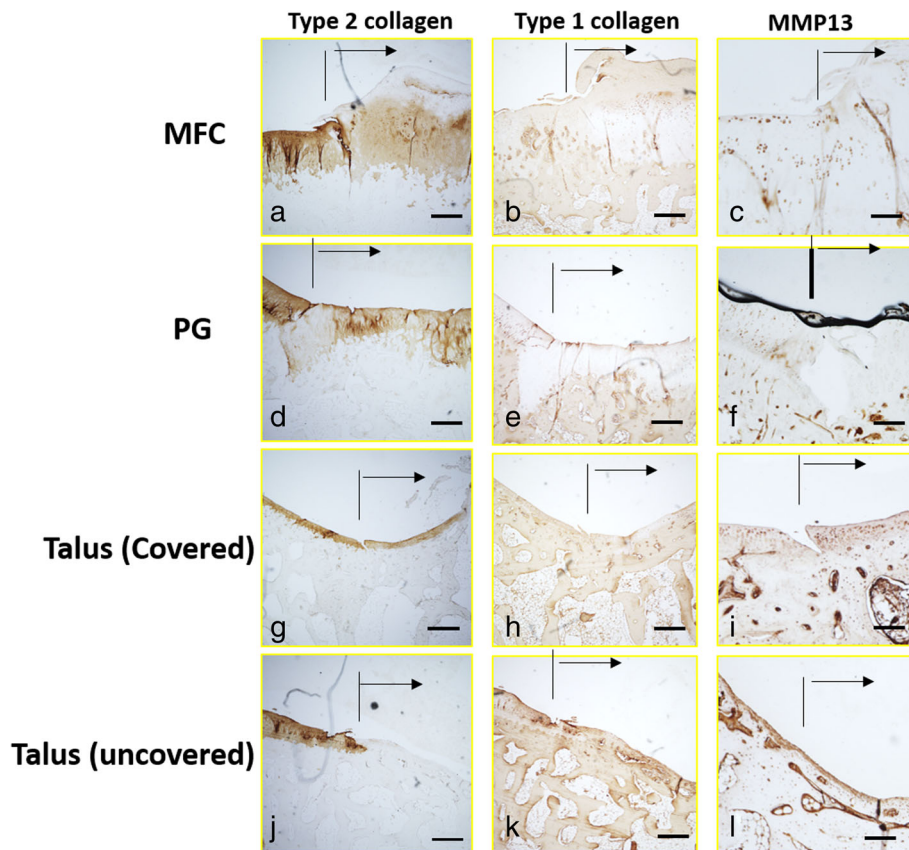 Type 2 collagen Type 1 collagen MMP13
MFC
a b c
PG
d e f
Talus (Covered)
g h i
Talus (uncovered)
j k l